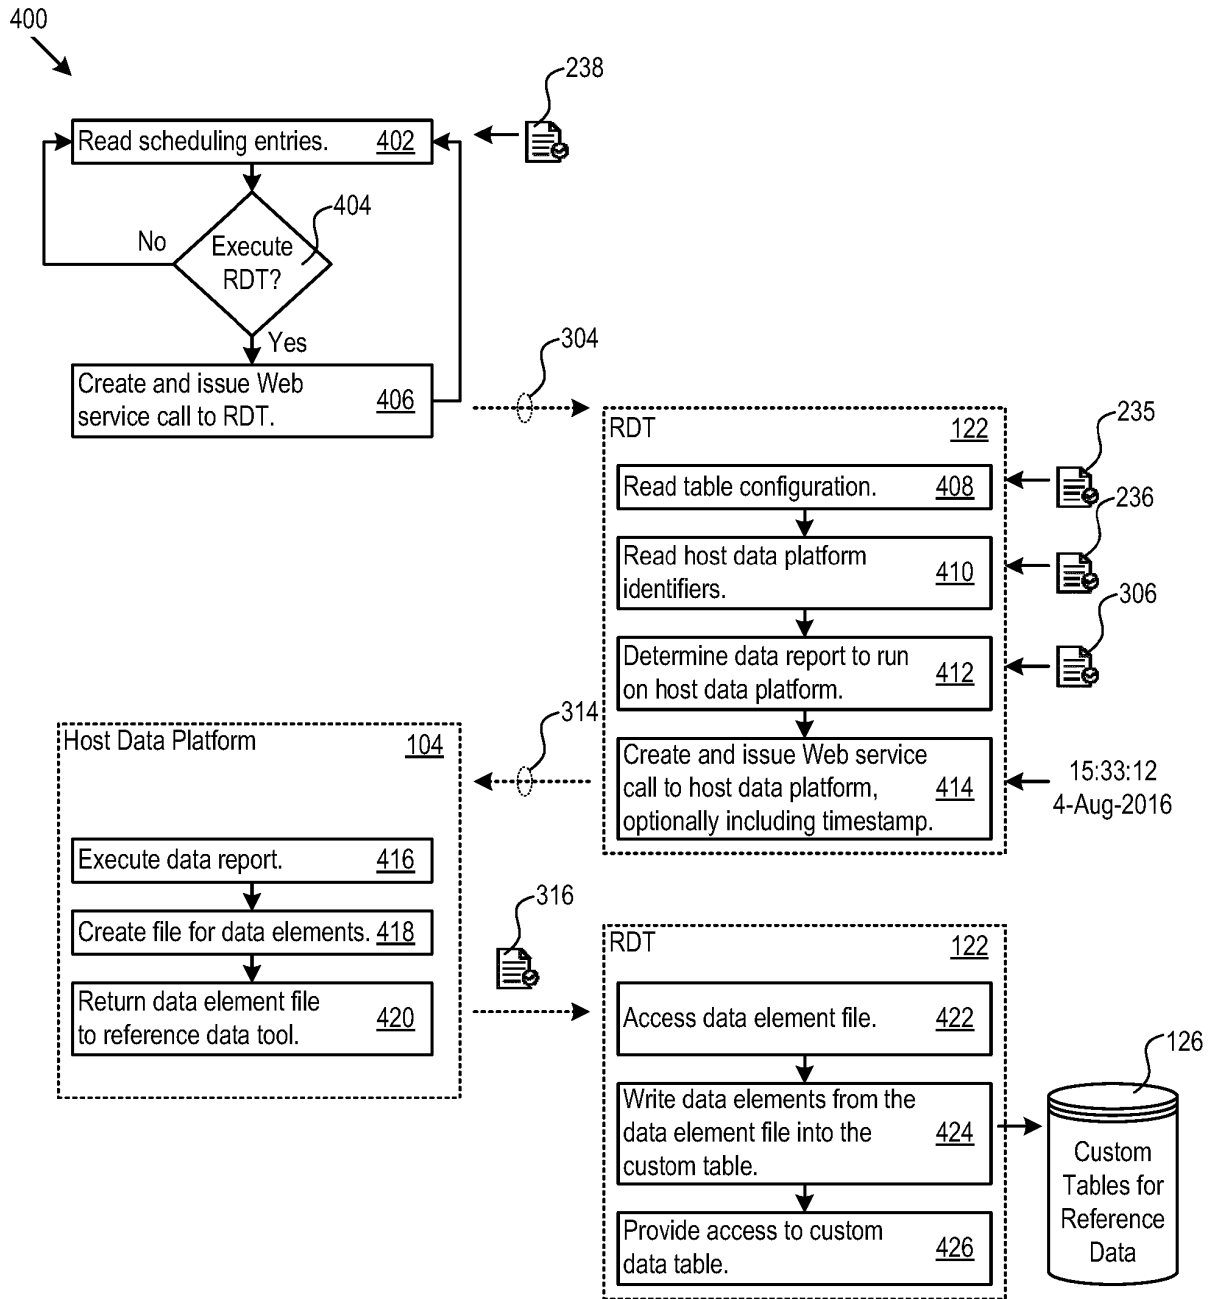 400
238
Read scheduling entries. 402
404
No
Execute
RDT?
Yes
304
Create and issue Web
service call to RDT. 406
RDT 122
235
Read table configuration. 408
236
Read host data platform
identifiers. 410
306
Determine data report to run
on host data platform. 412
314
Host Data Platform 104
Create and issue Web service
call to host data platform, 414
optionally including timestamp.
15:33:12
4-Aug-2016
Execute data report. 416
316
Create file for data elements. 418
RDT 122
Return data element file
to reference data tool. 420
Access data element file. 422
126
Write data elements from the
data element file into the 424
custom table.
Custom
Tables for
Reference
Data
Provide access to custom
data table. 426